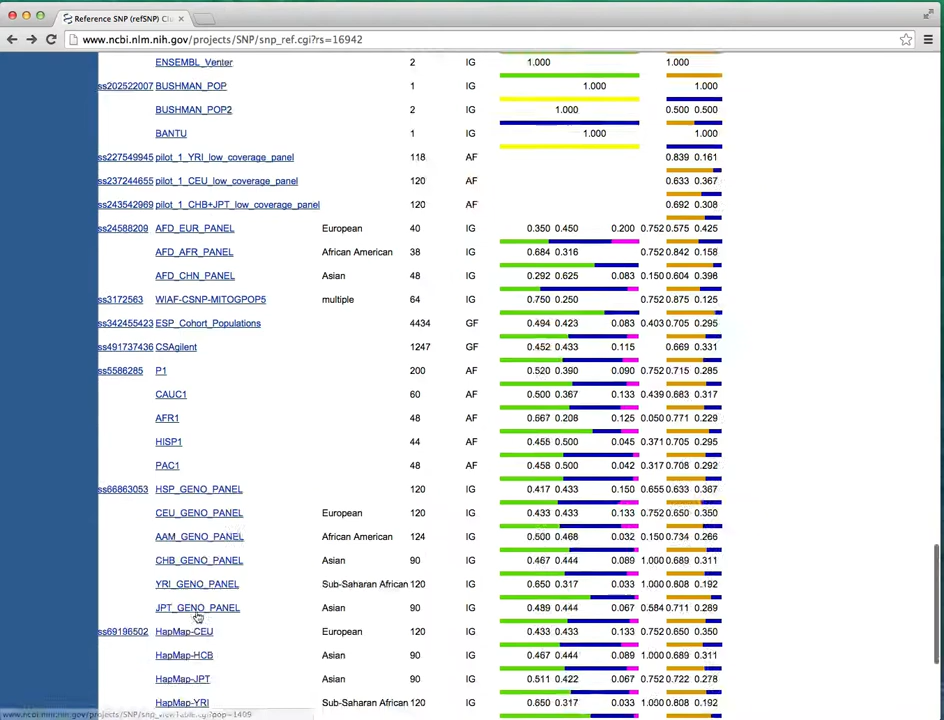 Reference SNP (refSNP) Clu
www.ncbi.nlm.nih.gov/projects/SNP/snp_ref.cgi?rs=16942
ENSEMBL_Venter 2 IG 1.000 1.000
ss202522007 BUSHMAN_POP 1 IG 1.000 1.000
BUSHMAN_POP2 2 IG 1.000 0.500 0.500
BANTU 1 IG 1.000 1.000
ss227549945 pilot_1_YRI_low_coverage_panel 118 AF 0.839 0.161
ss237244655 pilot_1_CEU_low_coverage_panel 120 AF 0.633 0.367
ss243542969 pilot_1_CHB+JPT_low_coverage_panel 120 AF 0.692 0.308
ss24588209 AFD_EUR_PANEL European 40 IG 0.350 0.450 0.200 0.752 0.575 0.425
AFD_AFR_PANEL African American 38 IG 0.684 0.316 0.752 0.842 0.158
AFD_CHN_PANEL Asian 48 IG 0.292 0.625 0.083 0.150 0.604 0.396
ss3172563 WIAF-CSNP-MITOGPOP5 multiple 64 IG 0.750 0.250 0.752 0.875 0.125
ss342455423 ESP_Cohort_Populations 4434 GF 0.494 0.423 0.083 0.403 0.705 0.295
ss491737436 CSAgilent 1247 GF 0.452 0.433 0.115 0.669 0.331
ss5586285 P1 200 AF 0.520 0.390 0.090 0.752 0.715 0.285
CAUC1 60 AF 0.500 0.367 0.133 0.439 0.683 0.317
AFR1 48 AF 0.667 0.208 0.125 0.050 0.771 0.229
HISP1 44 AF 0.455 0.500 0.045 0.371 0.705 0.295
PAC1 48 AF 0.458 0.500 0.042 0.317 0.708 0.292
ss66863053 HSP_GENO_PANEL 120 IG 0.417 0.433 0.150 0.655 0.633 0.367
CEU_GENO_PANEL European 120 IG 0.433 0.433 0.133 0.752 0.650 0.350
AAM_GENO_PANEL African American 124 IG 0.500 0.468 0.032 0.150 0.734 0.266
CHB_GENO_PANEL Asian 90 IG 0.467 0.444 0.089 1.000 0.689 0.311
YRI_GENO_PANEL Sub-Saharan African 120 IG 0.650 0.317 0.033 1.000 0.808 0.192
JPT_GENO_PANEL Asian 90 IG 0.489 0.444 0.067 0.584 0.711 0.289
ss69196502 HapMap-CEU European 120 IG 0.433 0.433 0.133 0.752 0.650 0.350
HapMap-HCB Asian 90 IG 0.467 0.444 0.089 1.000 0.689 0.311
HapMap-JPT Asian 90 IG 0.511 0.422 0.067 0.752 0.722 0.278
HapMap-YRI Sub-Saharan African 120 IG 0.650 0.317 0.033 1.000 0.808 0.192
www.ncbi.nlm.nih.gov/projects/SNP/snp_viewTable.cgi?pop=1409